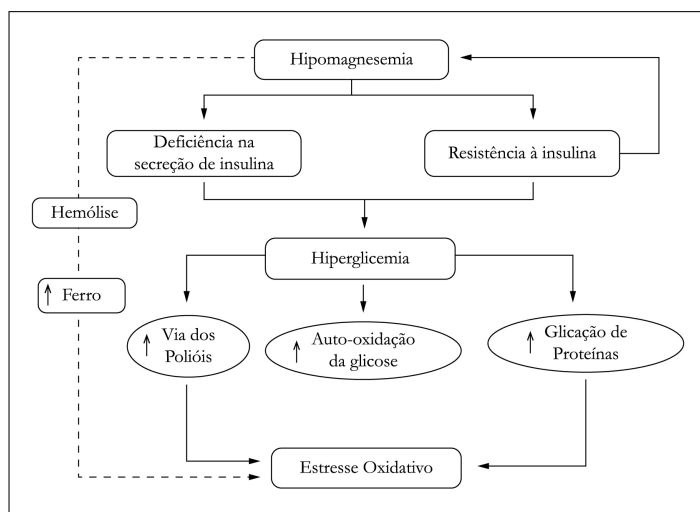 Hipomagnesemia
Deficiência na
secreção de insulina
Resistência à insulina
Hemólise
Hiperglicemia
↑ Ferro
↑ Via dos
Polióis
↑ Auto-oxidação
da glicose
↑ Glicação de
Proteínas
Estresse Oxidativo